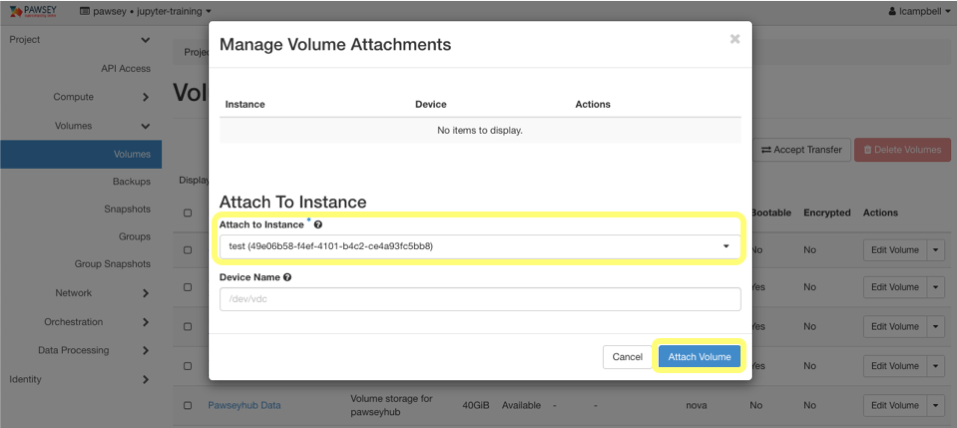 PAWSEY
supercomputing centre
pawsey • jupyter-training
lcampbell
Project
API Access
Compute
Volumes
Volumes
Backups
Snapshots
Groups
Group Snapshots
Network
Orchestration
Data Processing
Identity
Proje
Vol
Accept Transfer
Delete Volumes
Display
Bootable Encrypted Actions
No No Edit Volume
Yes No Edit Volume
Yes No Edit Volume
Yes No Edit Volume
Pawseyhub Data Volume storage for pawseyhub 40GiB Available - - nova No No Edit Volume
Manage Volume Attachments ×
Instance Device Actions
No items to display.
Attach To Instance
Attach to Instance *
test (49e06b58-f4ef-4101-b4c2-ce4a93fc5bb8)
Device Name
/dev/vdc
Cancel Attach Volume